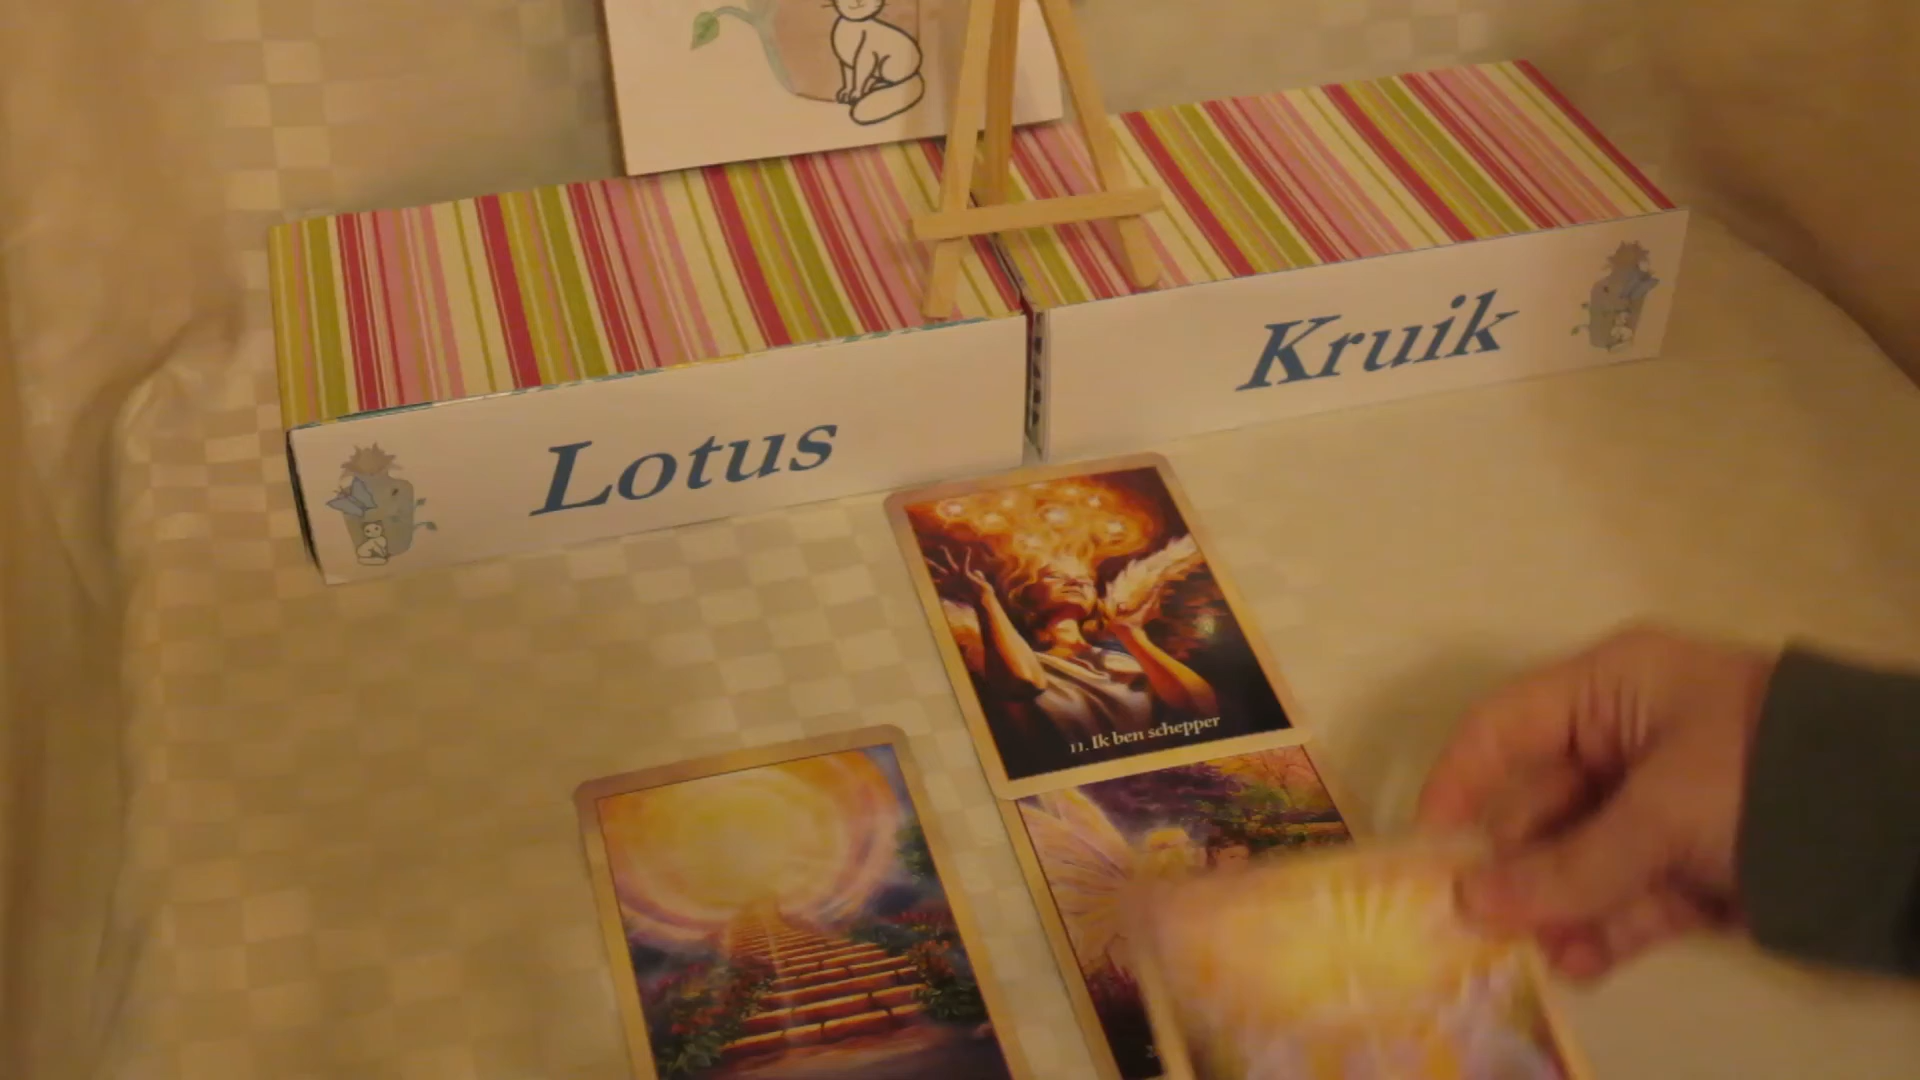 Lotus
Kruik
11. Ik ben schepper